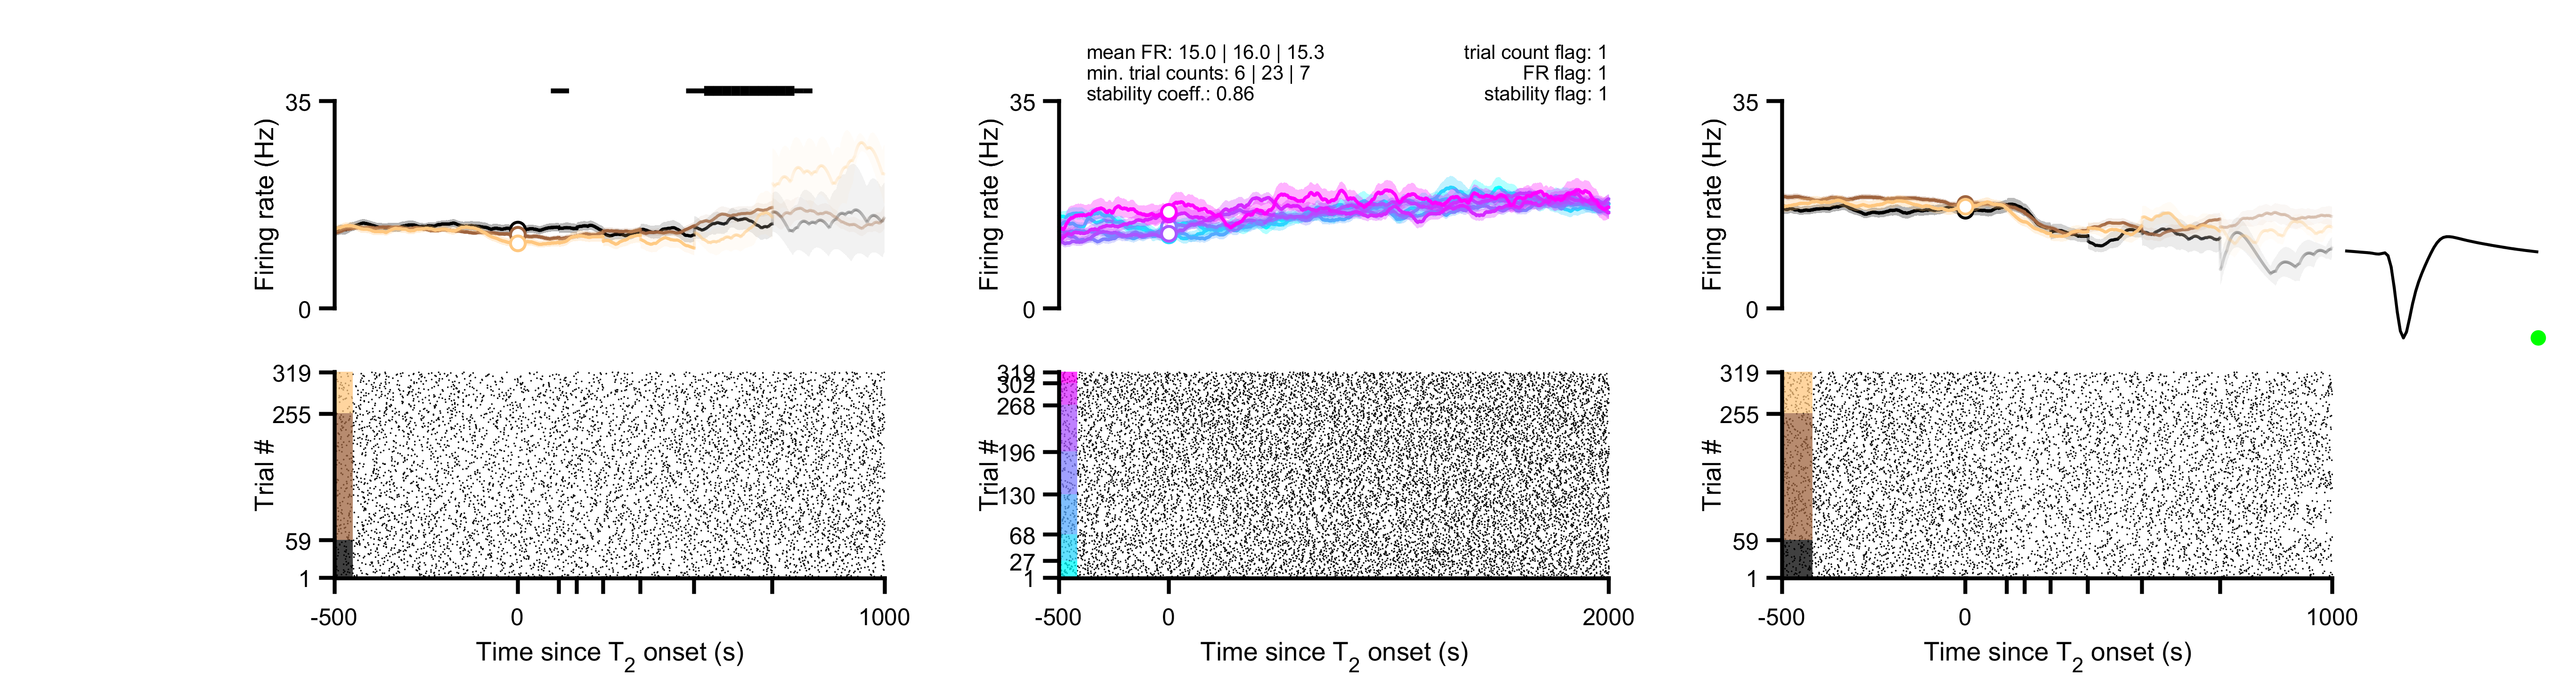 mean FR: 15.0 | 16.0 | 15.3
min. trial counts: 6 | 23 | 7
stability coeff.: 0.86
trial count flag: 1
FR flag: 1
stability flag: 1
35
Firing rate (Hz)
0
35
Firing rate (Hz)
0
35
Firing rate (Hz)
0
319
255
Trial #
59
1
-500
0
1000
Time since T2 onset (s)
319
302
268
196
Trial #
130
68
27
1
-500
0
2000
Time since T2 onset (s)
319
255
Trial #
59
1
-500
0
1000
Time since T2 onset (s)